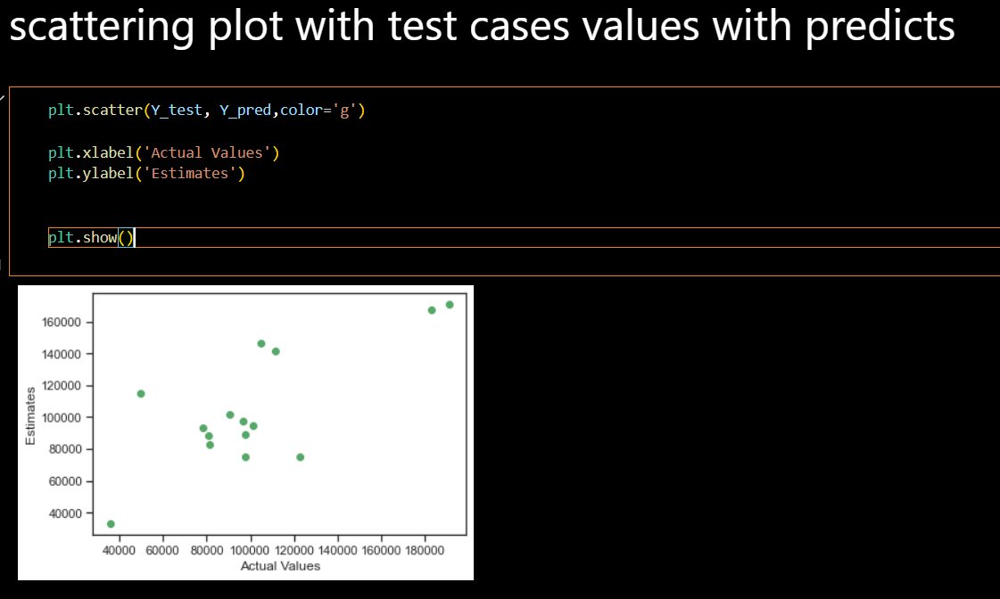 scattering plot with test cases values with predicts
plt.scatter(Y_test, Y_pred,color='g')
plt.xlabel('Actual Values')
plt.ylabel('Estimates')
plt.show()
160000
140000
120000
100000
80000
60000
40000
Estimates
40000 60000 80000 100000 120000 140000 160000 180000
Actual Values